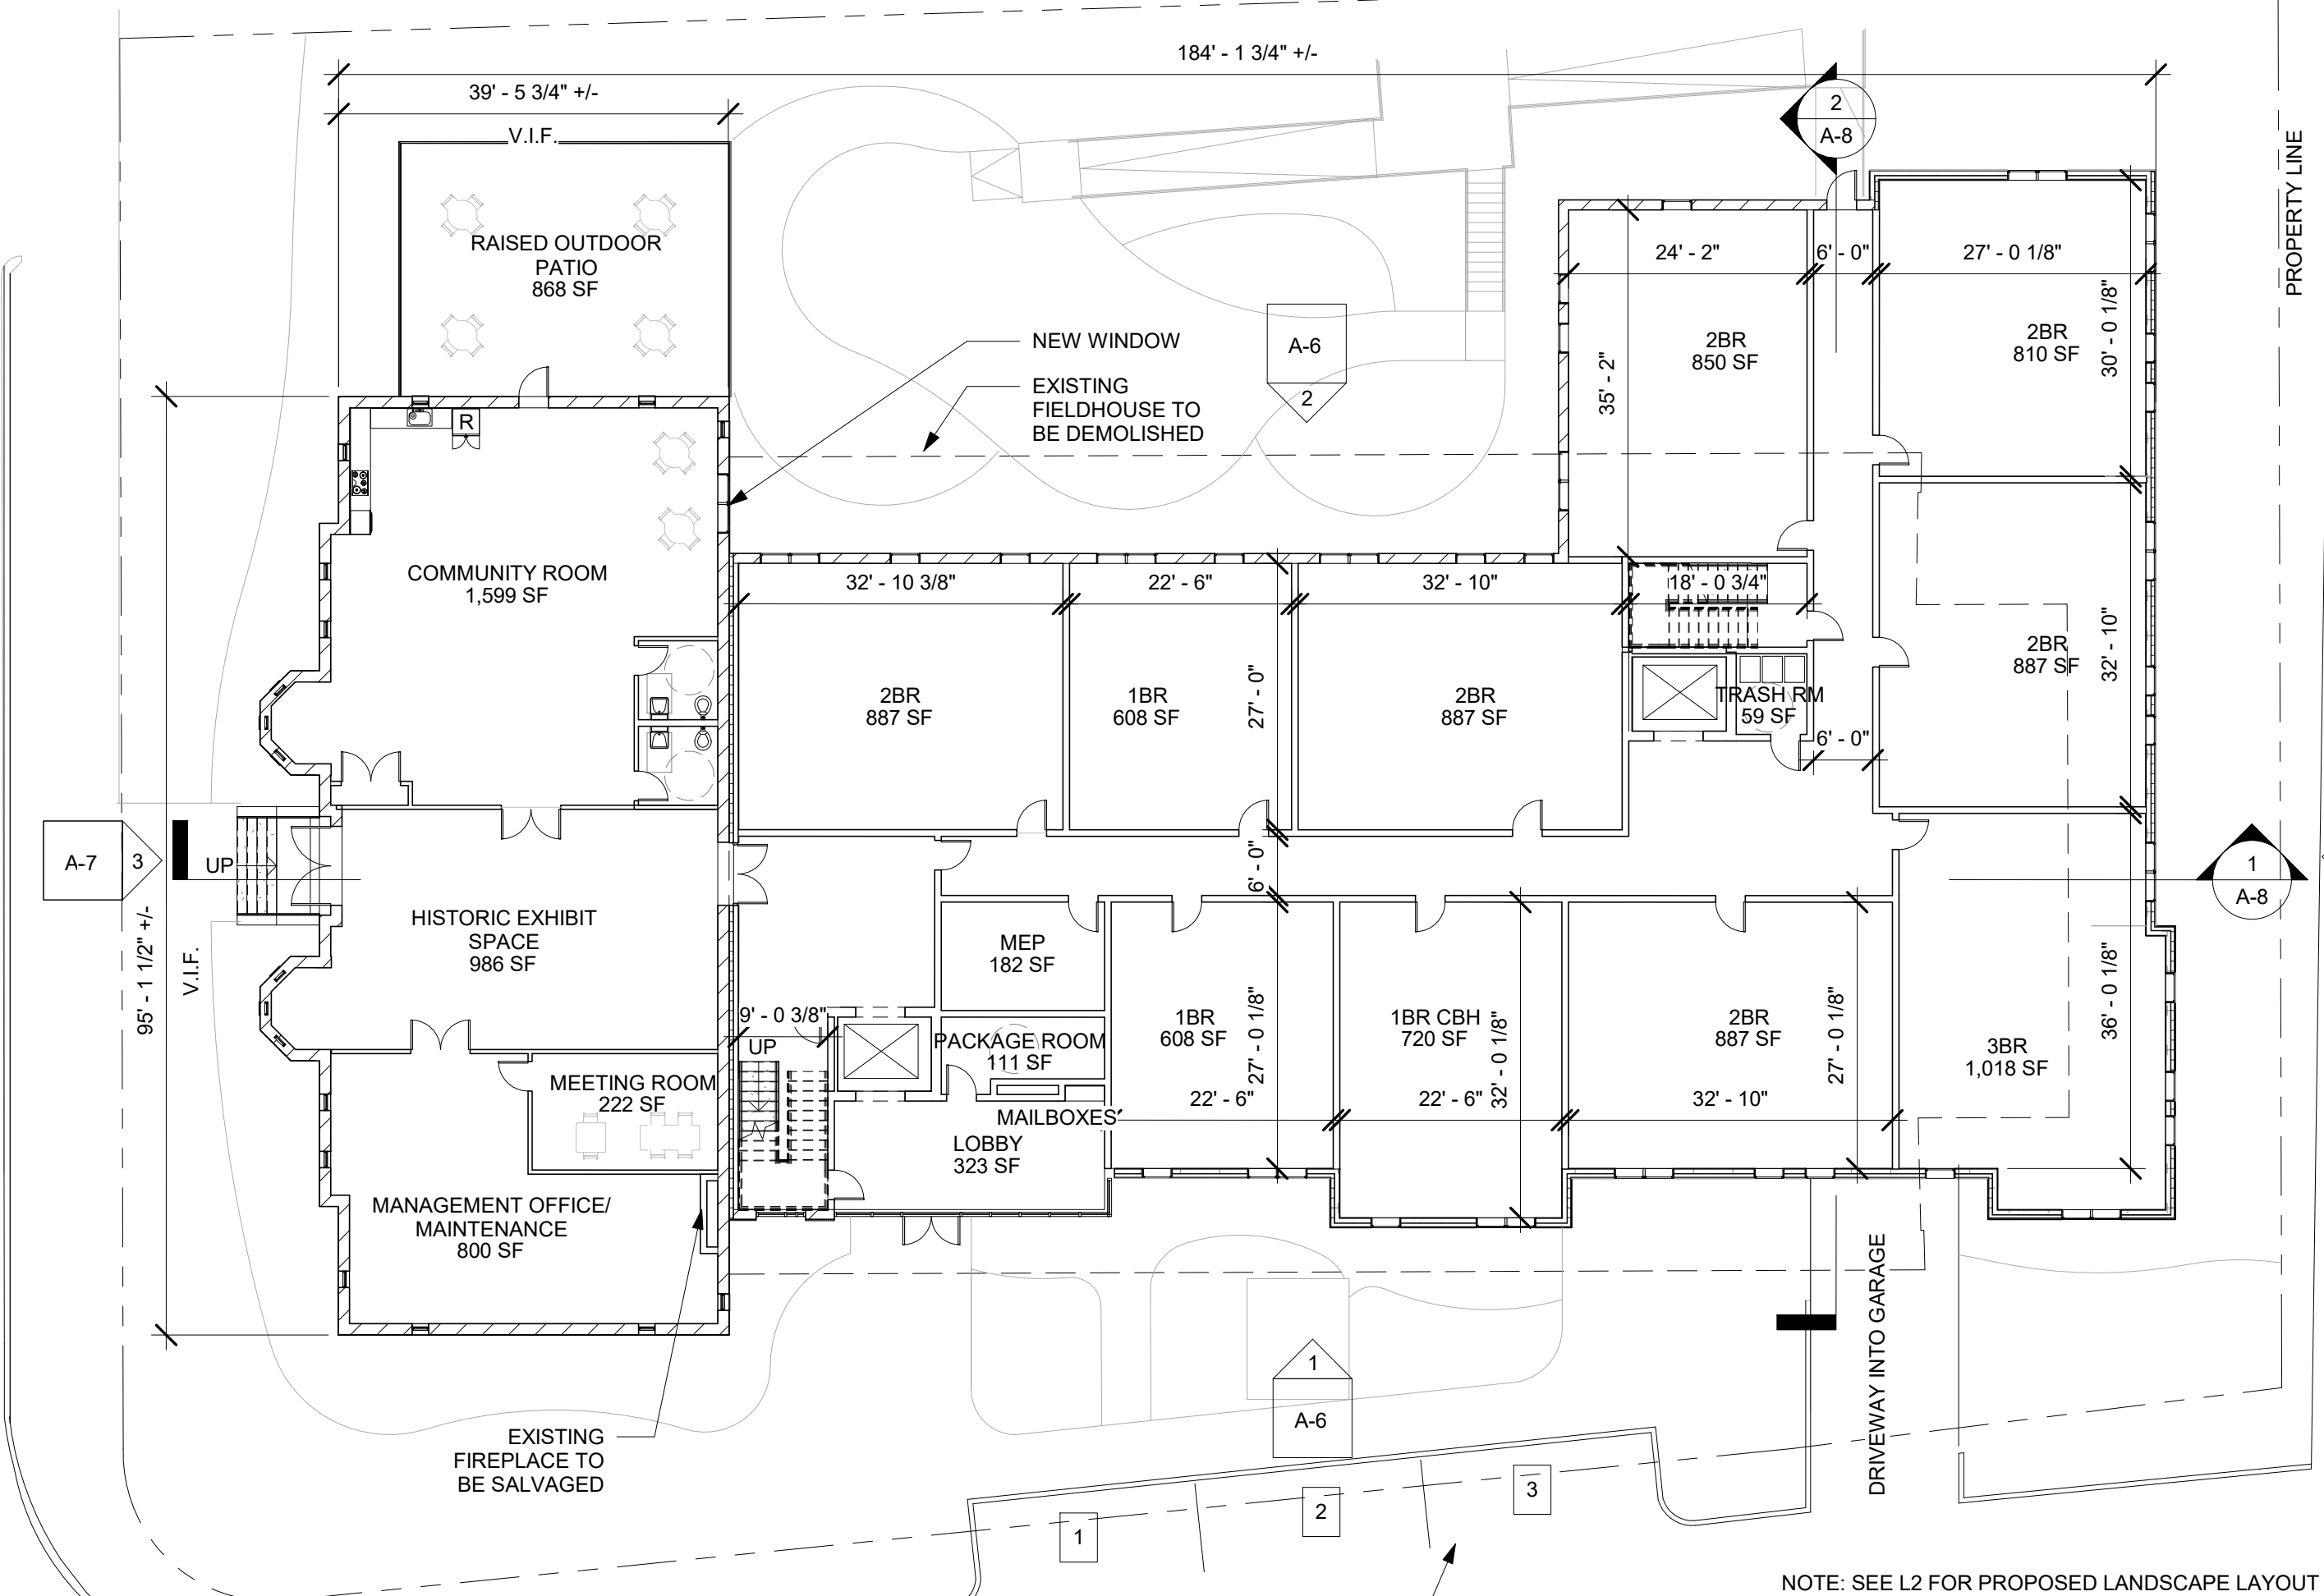 184' - 1 3/4" +/-
39' - 5 3/4" +/-
V.I.F.
2
A-8
PROPERTY LINE
RAISED OUTDOOR
PATIO
868 SF
24' - 2"
6' - 0"
27' - 0 1/8"
NEW WINDOW
A-6
2
2BR
850 SF
2BR
810 SF
30' - 0 1/8"
EXISTING
FIELDHOUSE TO
BE DEMOLISHED
35' - 2"
R
COMMUNITY ROOM
1,599 SF
32' - 10 3/8"
22' - 6"
32' - 10"
18' - 0 3/4"
2BR
887 SF
1BR
608 SF
27' - 0"
2BR
887 SF
TRASH RM
59 SF
6' - 0"
2BR
887 SF
32' - 10"
A-7
3
UP
6' - 0"
1
A-8
95' - 1 1/2" +/-
V.I.F.
HISTORIC EXHIBIT
SPACE
986 SF
MEP
182 SF
9' - 0 3/8"
UP
PACKAGE ROOM
111 SF
1BR
608 SF
27' - 0 1/8"
22' - 6"
1BR CBH
720 SF
32' - 0 1/8"
22' - 6"
2BR
887 SF
27' - 0 1/8"
32' - 10"
3BR
1,018 SF
36' - 0 1/8"
MEETING ROOM
222 SF
MAILBOXES
LOBBY
323 SF
MANAGEMENT OFFICE/
MAINTENANCE
800 SF
DRIVEWAY INTO GARAGE
1
A-6
EXISTING
FIREPLACE TO
BE SALVAGED
1
2
3
NOTE: SEE L2 FOR PROPOSED LANDSCAPE LAYOUT